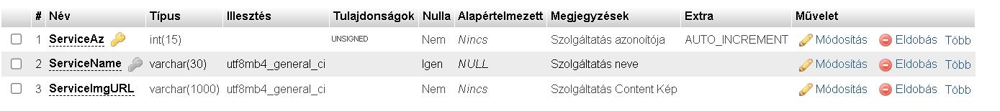 # Név Típus Illesztés Tulajdonságok Nulla Alapértelmezett Megjegyzések Extra Művelet
1 ServiceAz int(15) UNSIGNED Nem Nincs Szolgáltatás azonoítója AUTO_INCREMENT Módosítás Eldobás Több
2 ServiceName varchar(30) utf8mb4_general_ci Igen NULL Szolgáltatás neve Módosítás Eldobás Több
3 ServiceImgURL varchar(1000) utf8mb4_general_ci Nem Nincs Szolgáltatás Content Kép Módosítás Eldobás Több